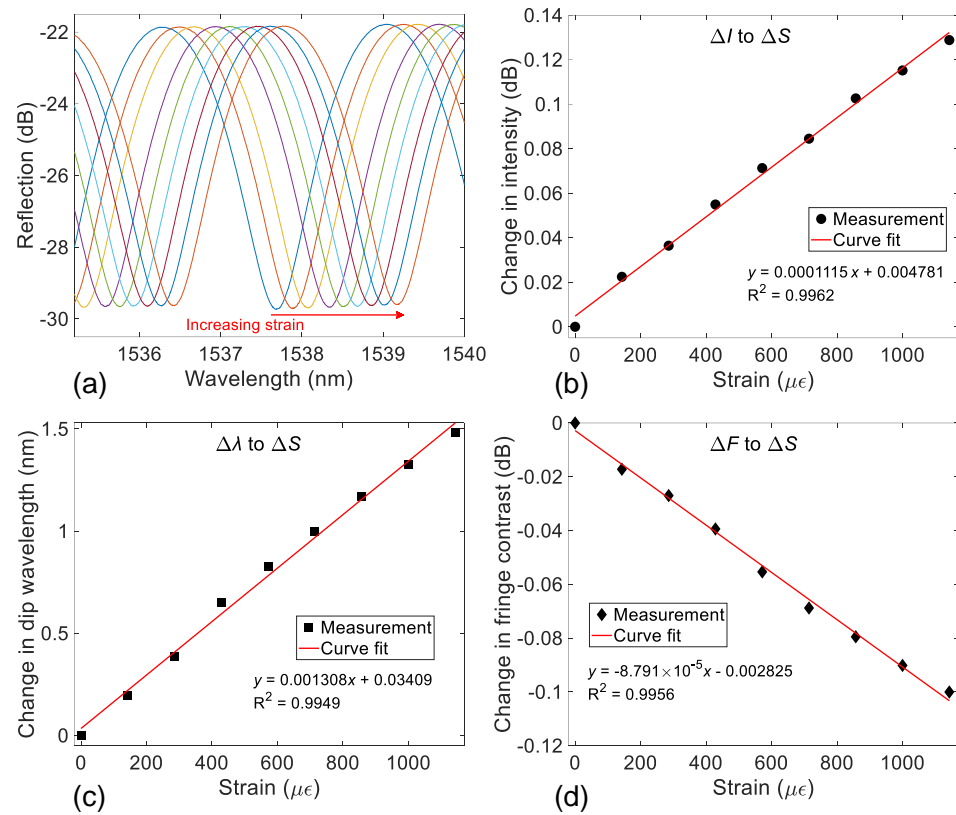 -22
-24
-26
-28
-30
Reflection (dB)
Increasing strain
1536 1537 1538 1539 1540
Wavelength (nm)
(a)
ΔI to ΔS
0.14
0.12
0.1
0.08
0.06
0.04
0.02
0
Change in intensity (dB)
Measurement
Curve fit
y = 0.0001115 x + 0.004781
R² = 0.9962
0 200 400 600 800 1000
Strain (με)
(b)
Δλ to ΔS
1.5
1
0.5
0
Change in dip wavelength (nm)
Measurement
Curve fit
y = 0.001308x + 0.03409
R² = 0.9949
0 200 400 600 800 1000
Strain (με)
(c)
ΔF to ΔS
0
-0.02
-0.04
-0.06
-0.08
-0.1
-0.12
Change in fringe contrast (dB)
Measurement
Curve fit
y = -8.791×10⁻⁵x - 0.002825
R² = 0.9956
0 200 400 600 800 1000
Strain (με)
(d)